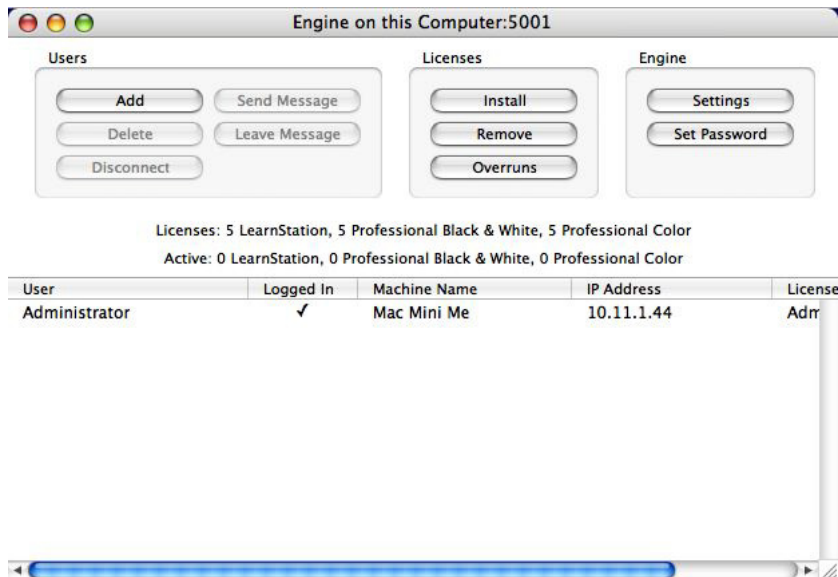 Engine on this Computer:5001
Users
Licenses
Engine
Add
Send Message
Install
Settings
Delete
Leave Message
Remove
Set Password
Disconnect
Overruns
Licenses: 5 LearnStation, 5 Professional Black & White, 5 Professional Color
Active: 0 LearnStation, 0 Professional Black & White, 0 Professional Color
User Logged In Machine Name IP Address License
Administrator ✓ Mac Mini Me 10.11.1.44 Adm